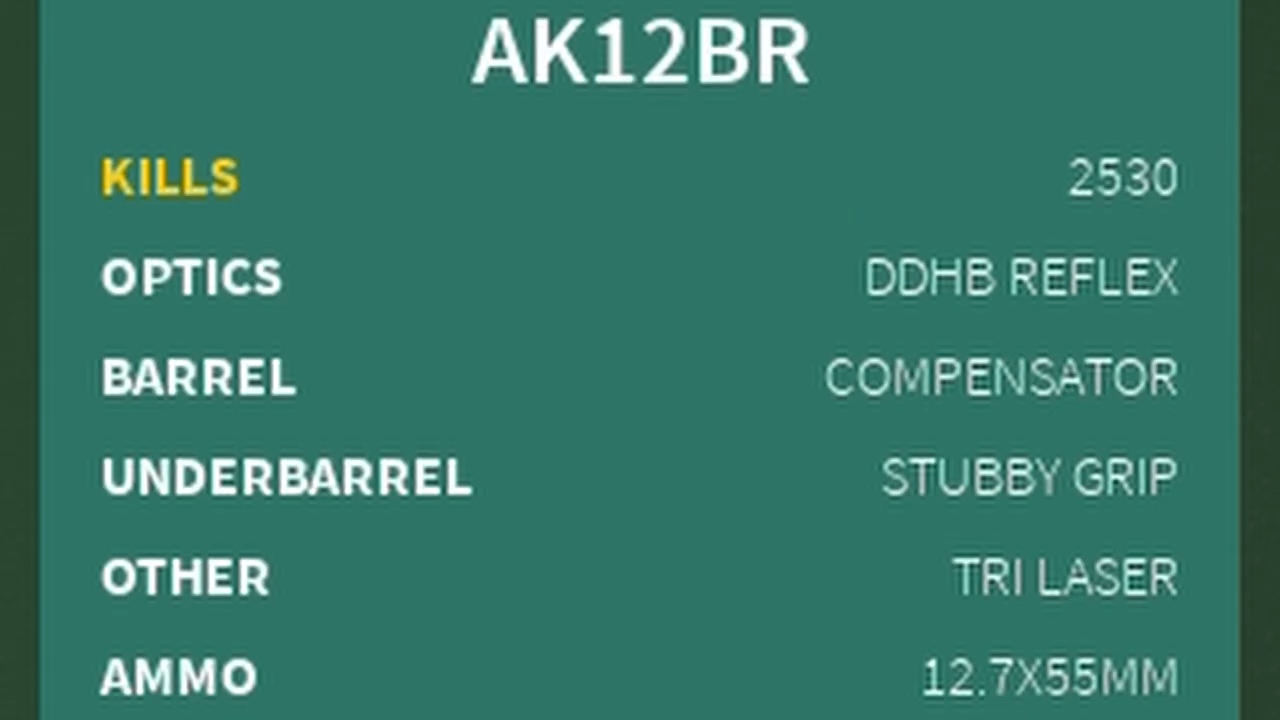 AK12BR
KILLS 2530
OPTICS DDHB REFLEX
BARREL COMPENSATOR
UNDERBARREL STUBBY GRIP
OTHER TRI LASER
AMMO 12.7X55MM